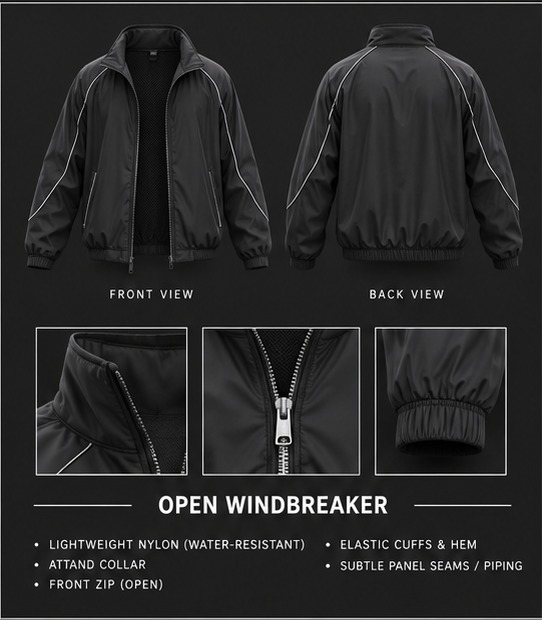 FRONT VIEW
BACK VIEW
OPEN WINDBREAKER
• LIGHTWEIGHT NYLON (WATER-RESISTANT)
• ATTAND COLLAR
• FRONT ZIP (OPEN)
• ELASTIC CUFFS & HEM
• SUBTLE PANEL SEAMS / PIPING